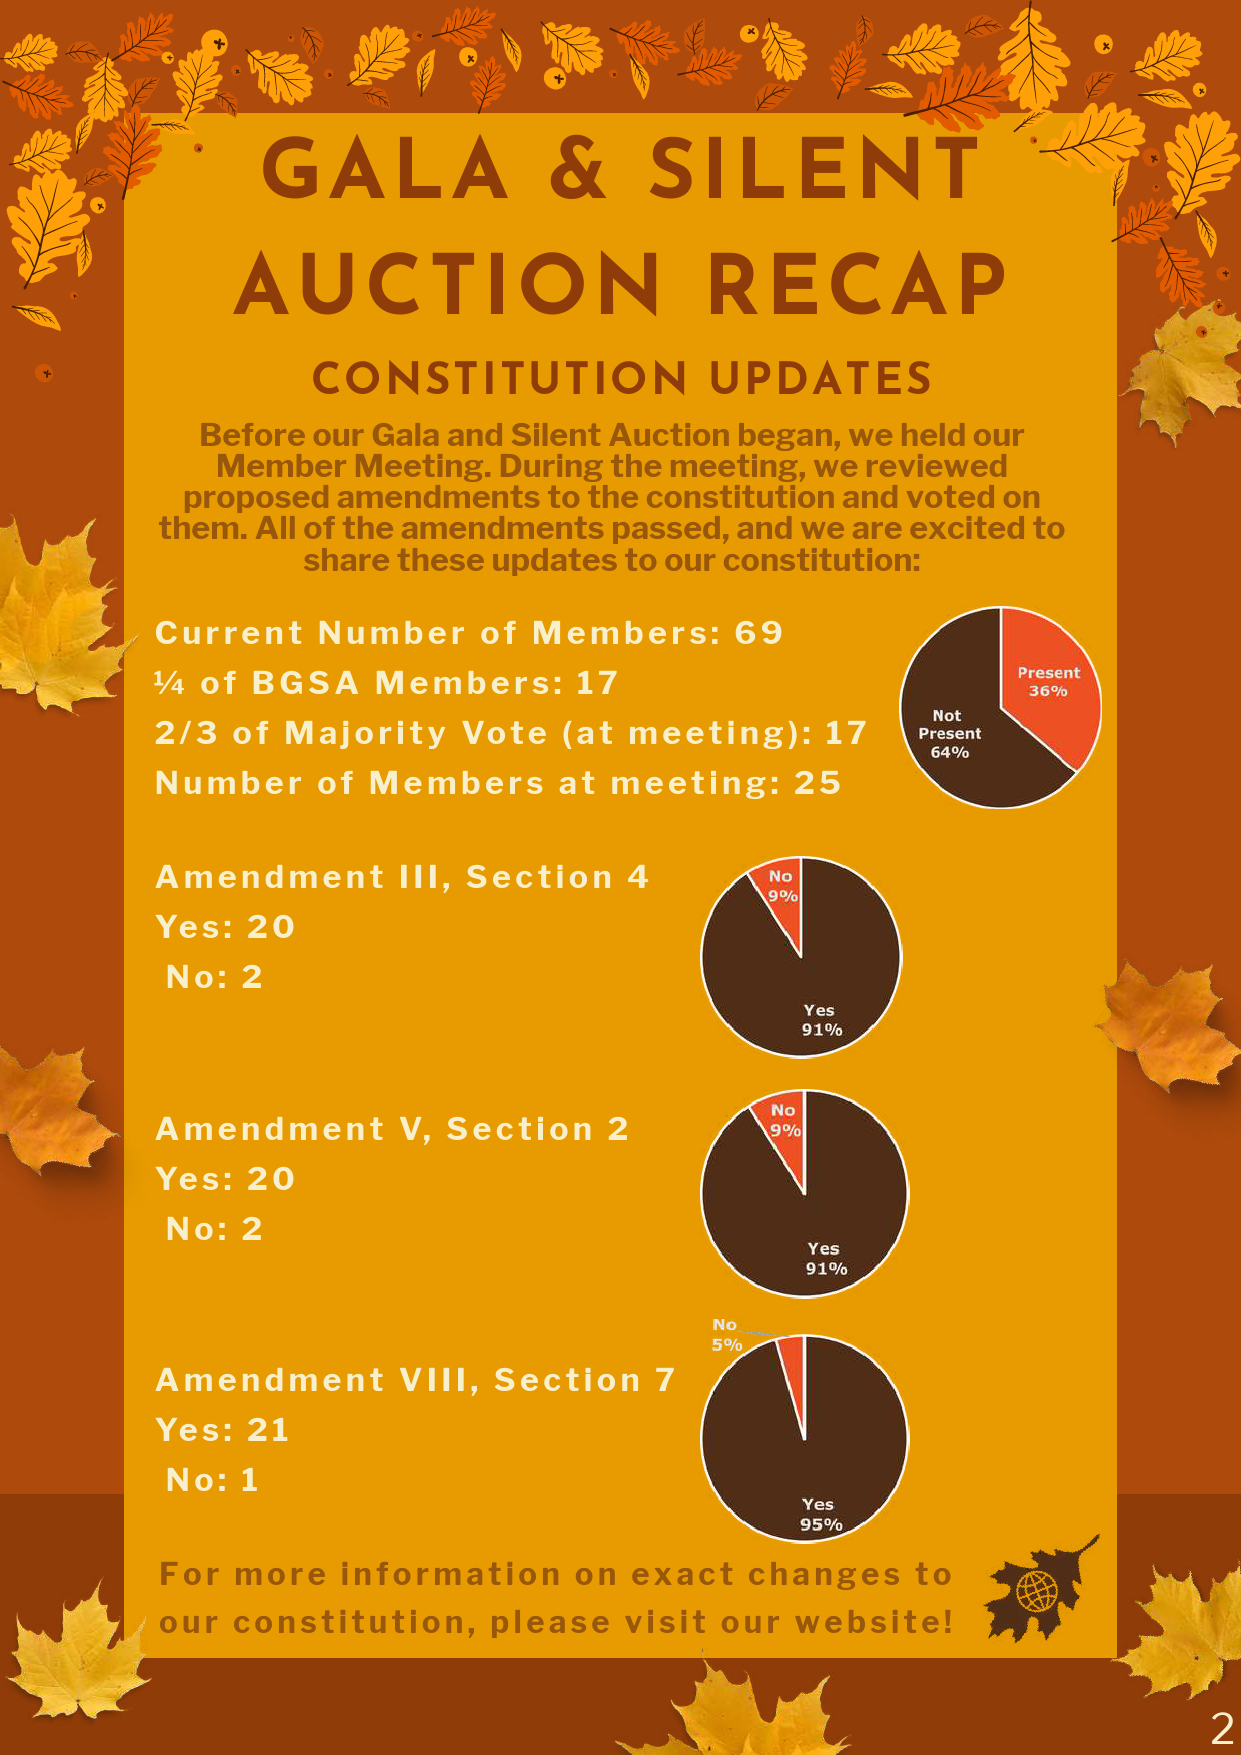 GALA & SILENT
AUCTION RECAP
CONSTITUTION UPDATES
Before our Gala and Silent Auction began, we held our
Member Meeting. During the meeting, we reviewed
proposed amendments to the constitution and voted on
them. All of the amendments passed, and we are excited to
share these updates to our constitution:
Current Number of Members: 69
¼ of BGSA Members: 17
2/3 of Majority Vote (at meeting): 17
Number of Members at meeting: 25
Present
36%
Not
Present
64%
Amendment III, Section 4
Yes: 20
No: 2
No
9%
Yes
91%
Amendment V, Section 2
Yes: 20
No: 2
No
9%
Yes
91%
Amendment VIII, Section 7
Yes: 21
No: 1
No
5%
Yes
95%
For more information on exact changes to
our constitution, please visit our website!
2